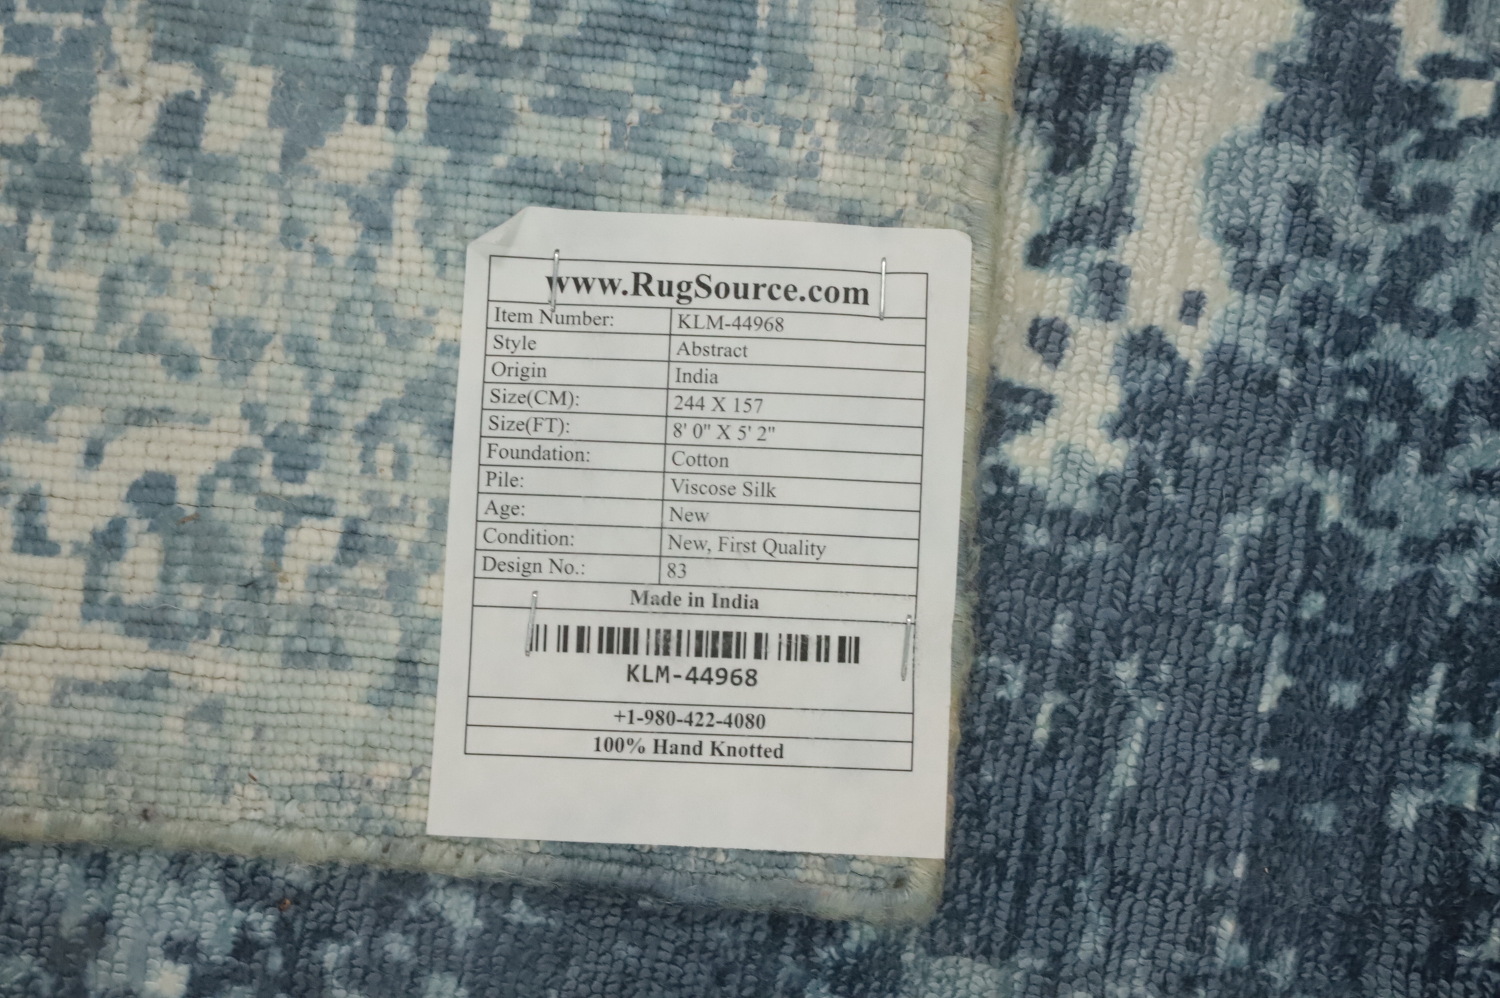 www.RugSource.com
Item Number: KLM-44968
Style Abstract
Origin India
Size(CM): 244 X 157
Size(FT): 8' 0" X 5' 2"
Foundation: Cotton
Pile: Viscose Silk
Age: New
Condition: New, First Quality
Design No.: 83
Made in India
KLM-44968
+1-980-422-4080
100% Hand Knotted